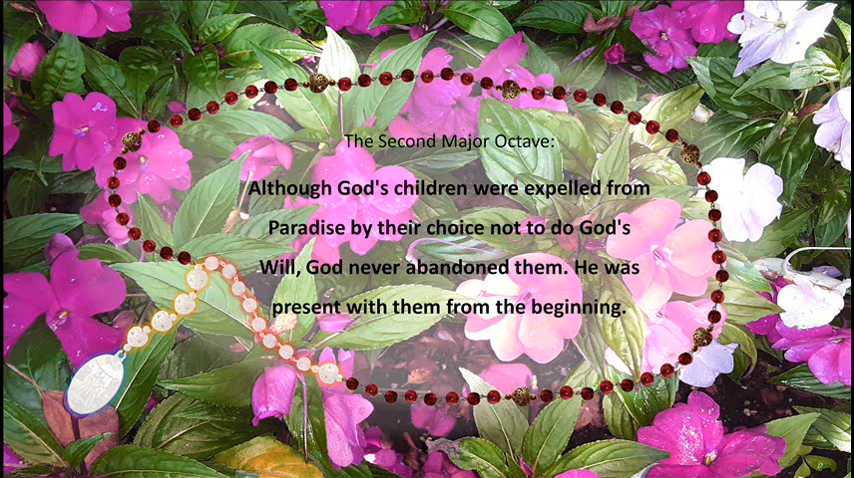 The Second Major Octave:
Although God's children were expelled from
Paradise by their choice not to do God's
Will, God never abandoned them. He was
present with them from the beginning.